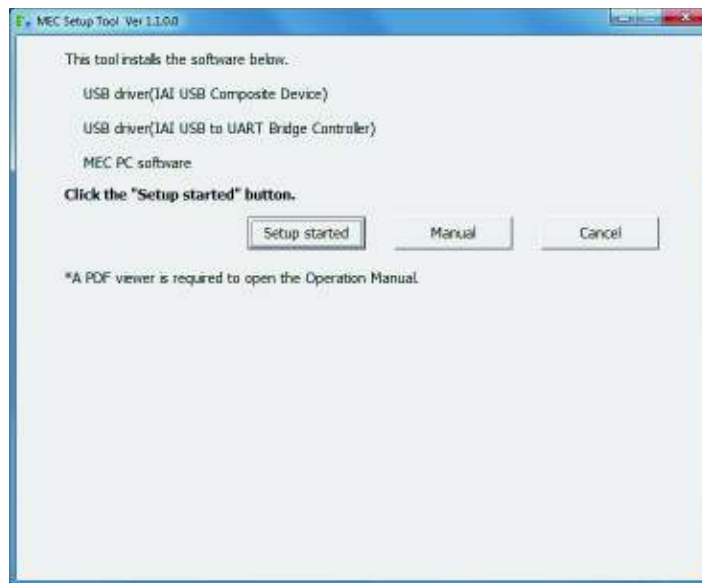 MEC Setup Tool Ver 1.1.0.0
This tool installs the software below.
USB driver(IAI USB Composite Device)
USB driver(IAI USB to UART Bridge Controller)
MEC PC software
Click the "Setup started" button.
Setup started Manual Cancel
*A PDF viewer is required to open the Operation Manual.